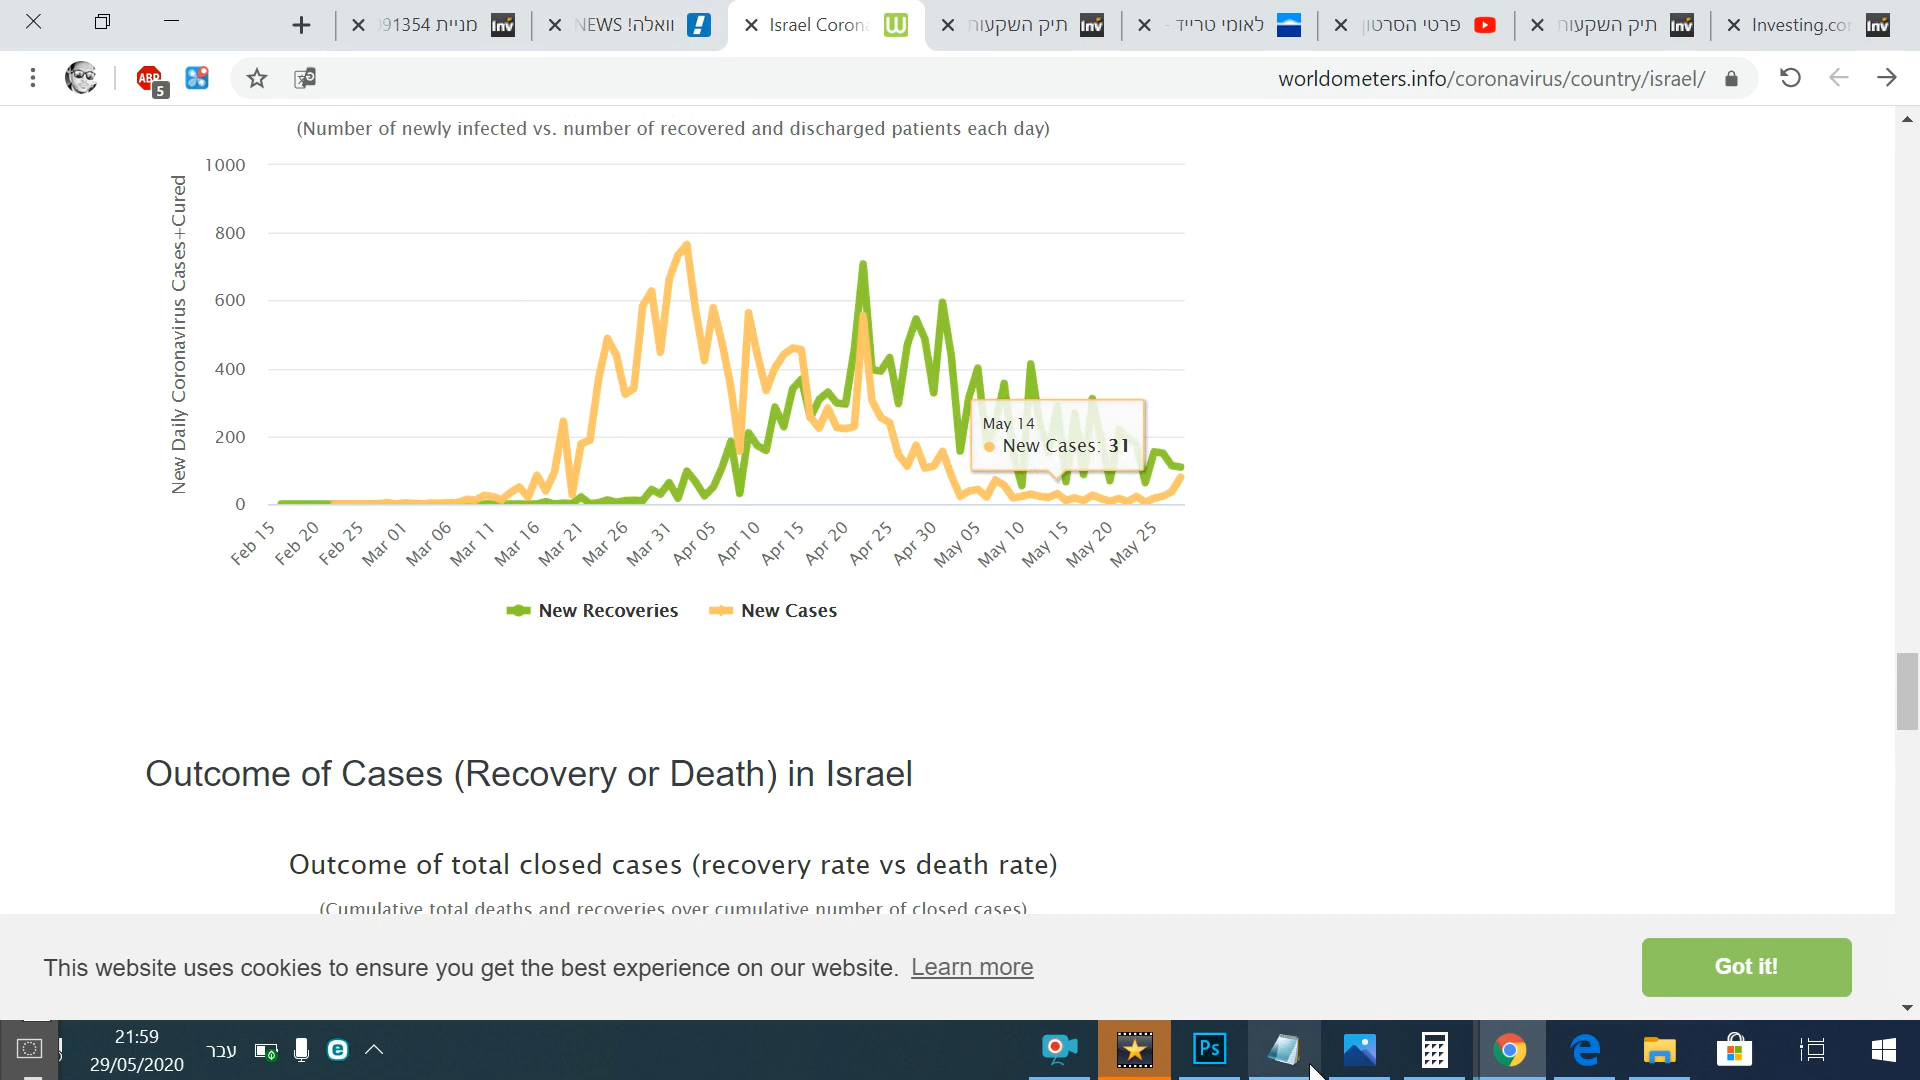 מניית 091354
וואלה! NEWS
Israel Coron
תיק השקעות
לאומי טרייד -
פרטי הסרטון
תיק השקעות
Investing.co
ABP
5
worldometers.info/coronavirus/country/israel/
(Number of newly infected vs. number of recovered and discharged patients each day)
New Daily Coronavirus Cases+Cured
1000
800
600
400
200
0
May 14
New Cases: 31
Feb 15
Feb 20
Feb 25
Mar 01
Mar 06
Mar 11
Mar 16
Mar 21
Mar 26
Mar 31
Apr 05
Apr 10
Apr 15
Apr 20
Apr 25
Apr 30
May 05
May 10
May 15
May 20
May 25
New Recoveries
New Cases
Outcome of Cases (Recovery or Death) in Israel
Outcome of total closed cases (recovery rate vs death rate)
(Cumulative total deaths and recoveries over cumulative number of closed cases)
This website uses cookies to ensure you get the best experience on our website. Learn more
Got it!
21:59
29/05/2020
עבר
Ps